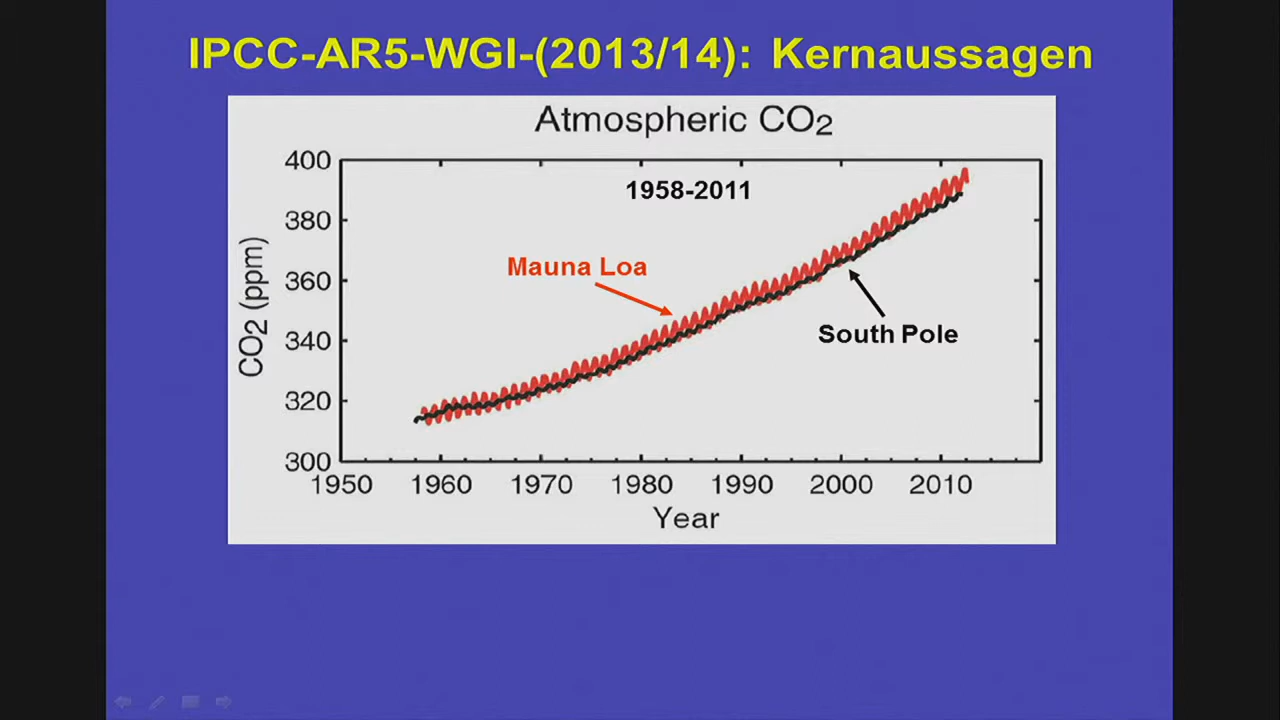 IPCC-AR5-WGI-(2013/14): Kernaussagen
Atmospheric CO2
400
380
360
340
320
300
CO2 (ppm)
1958-2011
Mauna Loa
South Pole
1950 1960 1970 1980 1990 2000 2010
Year